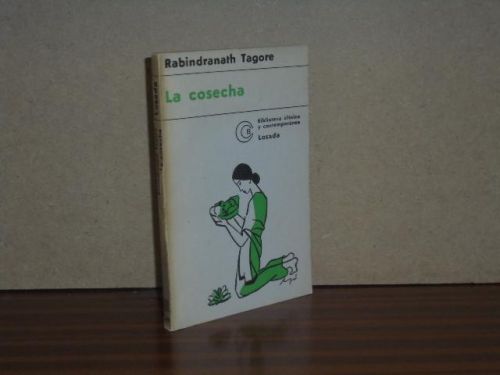 Rabindranath Tagore
La cosecha
Biblioteca clásica
y contemporánea
Losada